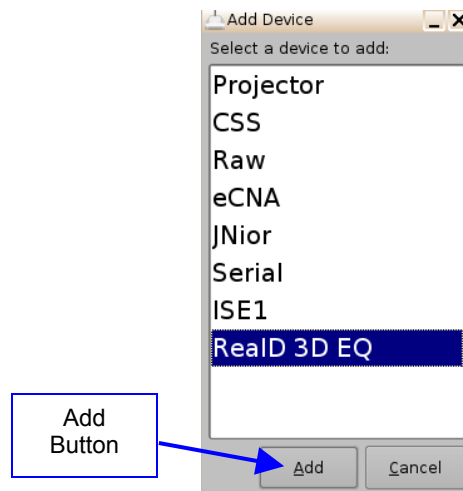 Add Device
Select a device to add:
Projector
CSS
Raw
eCNA
JNior
Serial
ISE1
RealD 3D EQ
Add
Button
Add
Cancel